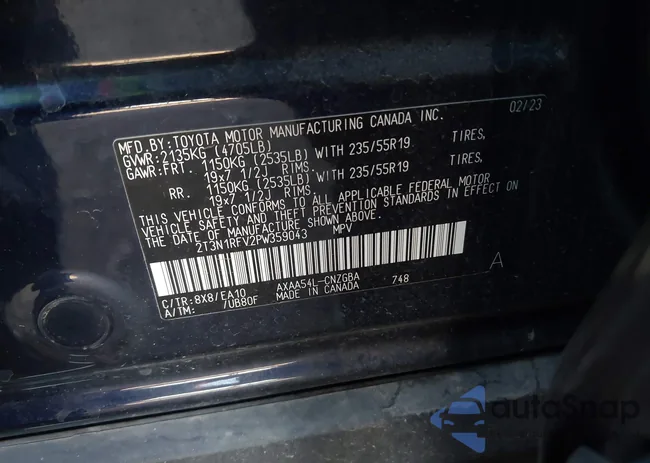 MFD.BY:TOYOTA MOTOR MANUFACTURING CANADA INC. 02/23
GVWR:2135KG (4705LB)
GAWR:FRT. 1150KG (2535LB) WITH 235/55R19 TIRES,
19x7 1/2J RIMS.
RR. 1150KG (2535LB) WITH 235/55R19 TIRES,
19x7 1/2J RIMS.
THIS VEHICLE CONFORMS TO ALL APPLICABLE FEDERAL MOTOR
VEHICLE SAFETY AND THEFT PREVENTION STANDARDS IN EFFECT ON
THE DATE OF MANUFACTURE SHOWN ABOVE.
2T3N1RFV2PW359043 MPV
A
C/TR:8X8/EA10 AXAA54L-CNZGBA 748
A/TM: /UB80F MADE IN CANADA
autoSnap